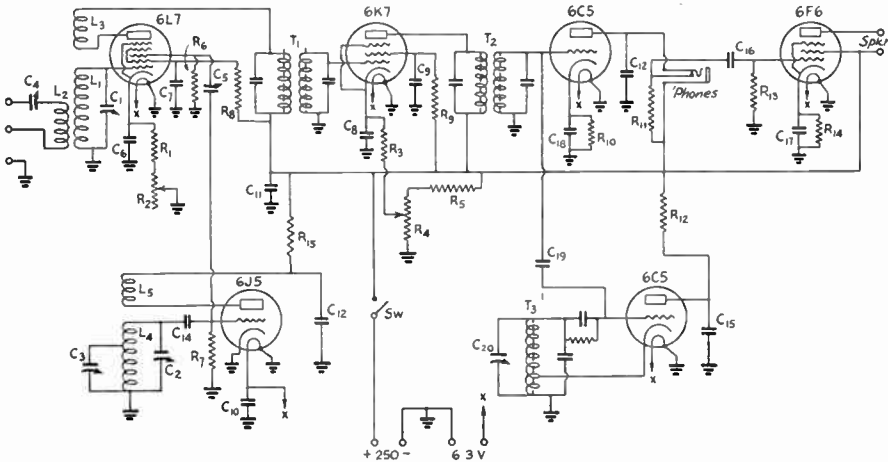 6L7
6K7
6C5
6F6
L3
R6
T1
T2
C16
Spkr
C4
L2
L1
C1
C7
C5
R8
C9
R9
C12
R11
Phones
R13
C6
R1
C8
R3
C18
R10
C17
R14
R2
C11
R5
R4
R12
R15
C19
L5
6J5
C12
Sw
T3
6C5
C14
L4
C3
C2
R7
C20
C15
C10
x
x
x
x
x
x
x
+ 250 -
6 3 V